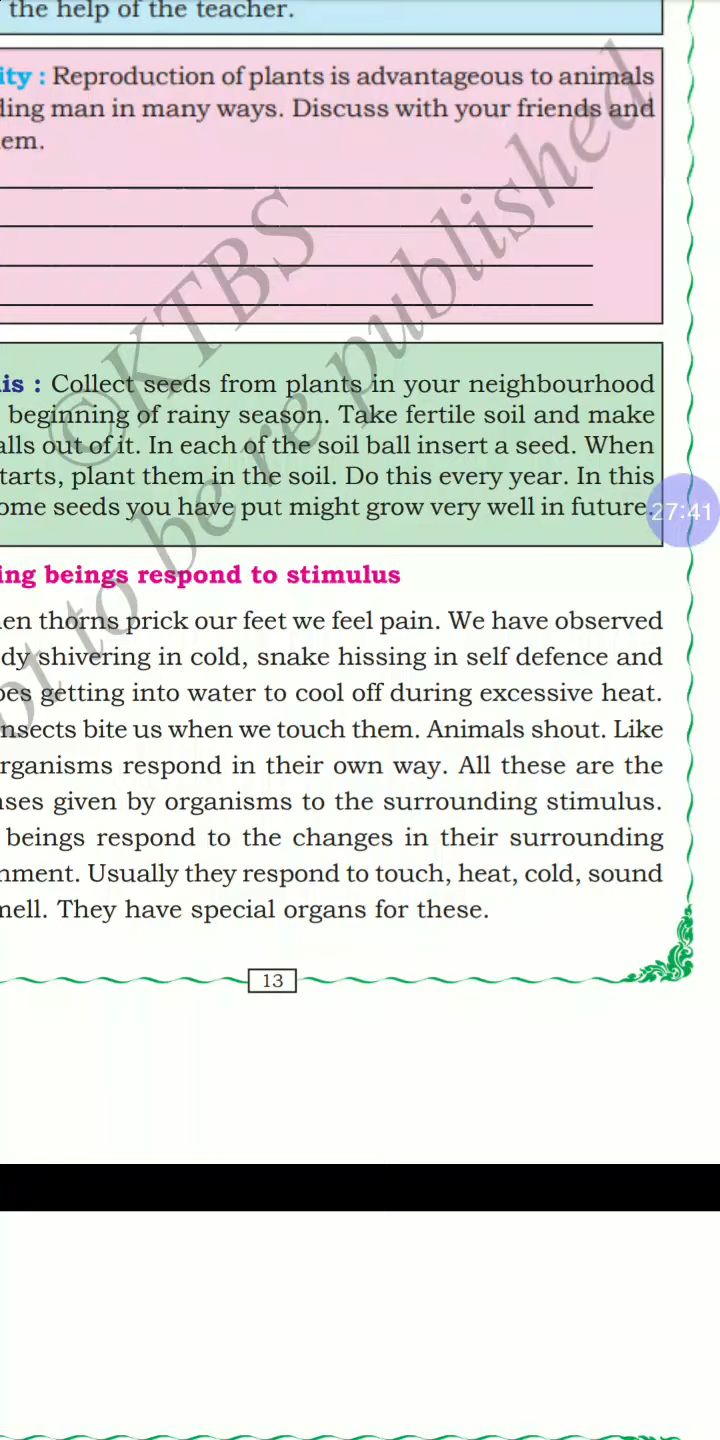 the help of the teacher.
ity : Reproduction of plants is advantageous to animals
ding man in many ways. Discuss with your friends and
em.
is : Collect seeds from plants in your neighbourhood
beginning of rainy season. Take fertile soil and make
alls out of it. In each of the soil ball insert a seed. When
tarts, plant them in the soil. Do this every year. In this
ome seeds you have put might grow very well in future.
27:41
ing beings respond to stimulus
en thorns prick our feet we feel pain. We have observed
dy shivering in cold, snake hissing in self defence and
oes getting into water to cool off during excessive heat.
nsects bite us when we touch them. Animals shout. Like
rganisms respond in their own way. All these are the
ses given by organisms to the surrounding stimulus.
beings respond to the changes in their surrounding
nment. Usually they respond to touch, heat, cold, sound
mell. They have special organs for these.
13
©KTBS
ot to be re published